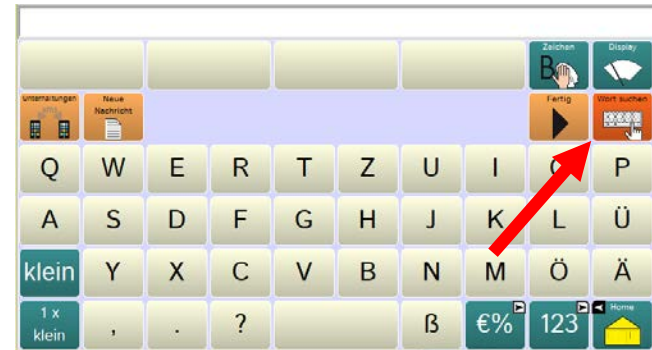 Zeichen Display
B
Unterhaltungen Neue Nachricht Fertig Wort suchen
Q W E R T Z U I P
A S D F G H J K L Ü
klein Y X C V B N M Ö Ä
1 x klein , . ? ß €% 123 Home